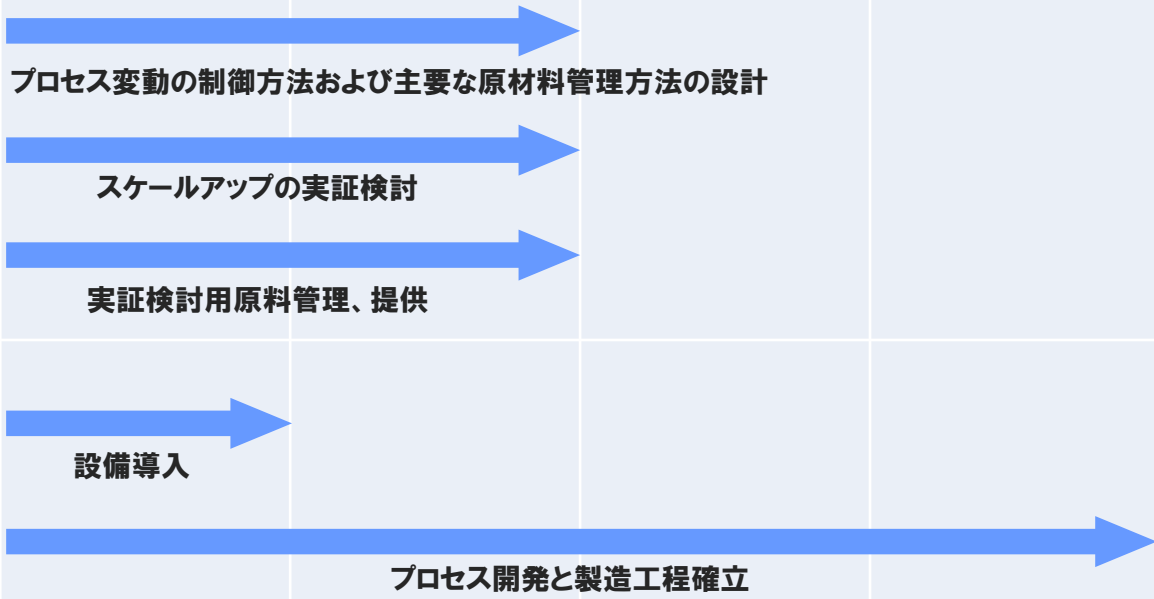 プロセス変動の制御方法および主要な原材料管理方法の設計
スケールアップの実証検討
実証検討用原料管理、提供
設備導入
プロセス開発と製造工程確立